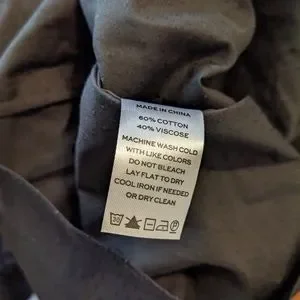 MADE IN CHINA
60% COTTON
40% VISCOSE
MACHINE WASH COLD
WITH LIKE COLORS
DO NOT BLEACH
LAY FLAT TO DRY
COOL IRON IF NEEDED
OR DRY CLEAN
30 P